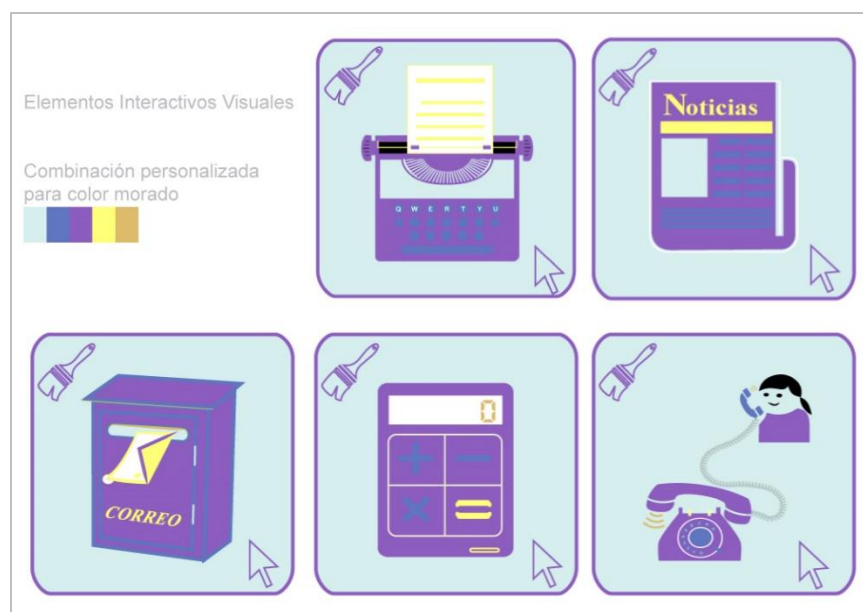 Elementos Interactivos Visuales
Combinación personalizada
para color morado
Q W E R T Y U
Noticias
CORREO
0